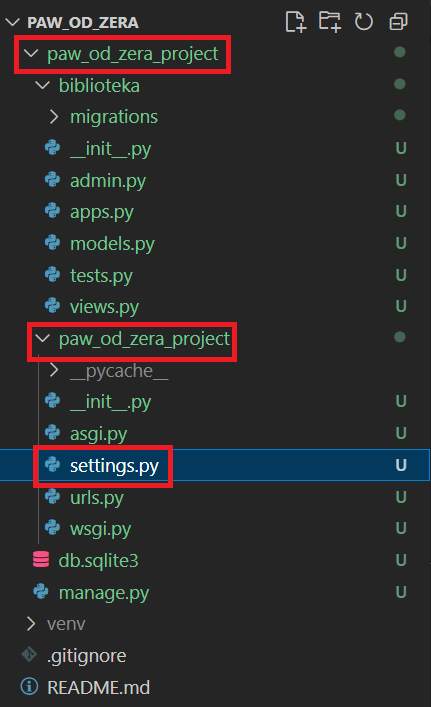 PAW_OD_ZERA
paw_od_zera_project
biblioteka
migrations
__init__.py U
admin.py U
apps.py U
models.py U
tests.py U
views.py U
paw_od_zera_project
__pycache__
__init__.py U
asgi.py U
settings.py U
urls.py U
wsgi.py U
db.sqlite3 U
manage.py U
venv
.gitignore
README.md